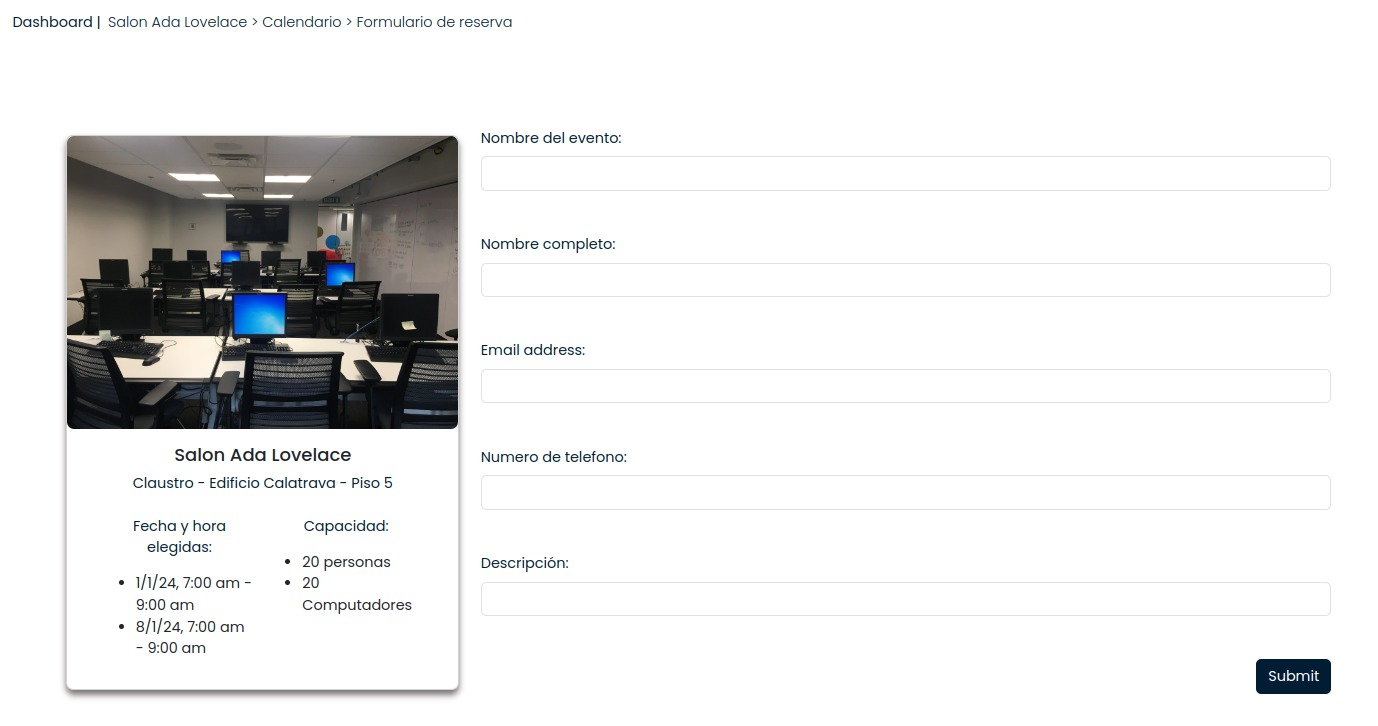 Dashboard | Salon Ada Lovelace > Calendario > Formulario de reserva
Salon Ada Lovelace
Claustro - Edificio Calatrava - Piso 5
Fecha y hora
elegidas:
• 1/1/24, 7:00 am -
9:00 am
• 8/1/24, 7:00 am
- 9:00 am
Capacidad:
• 20 personas
• 20
Computadores
Nombre del evento:
Nombre completo:
Email address:
Numero de telefono:
Descripción:
Submit